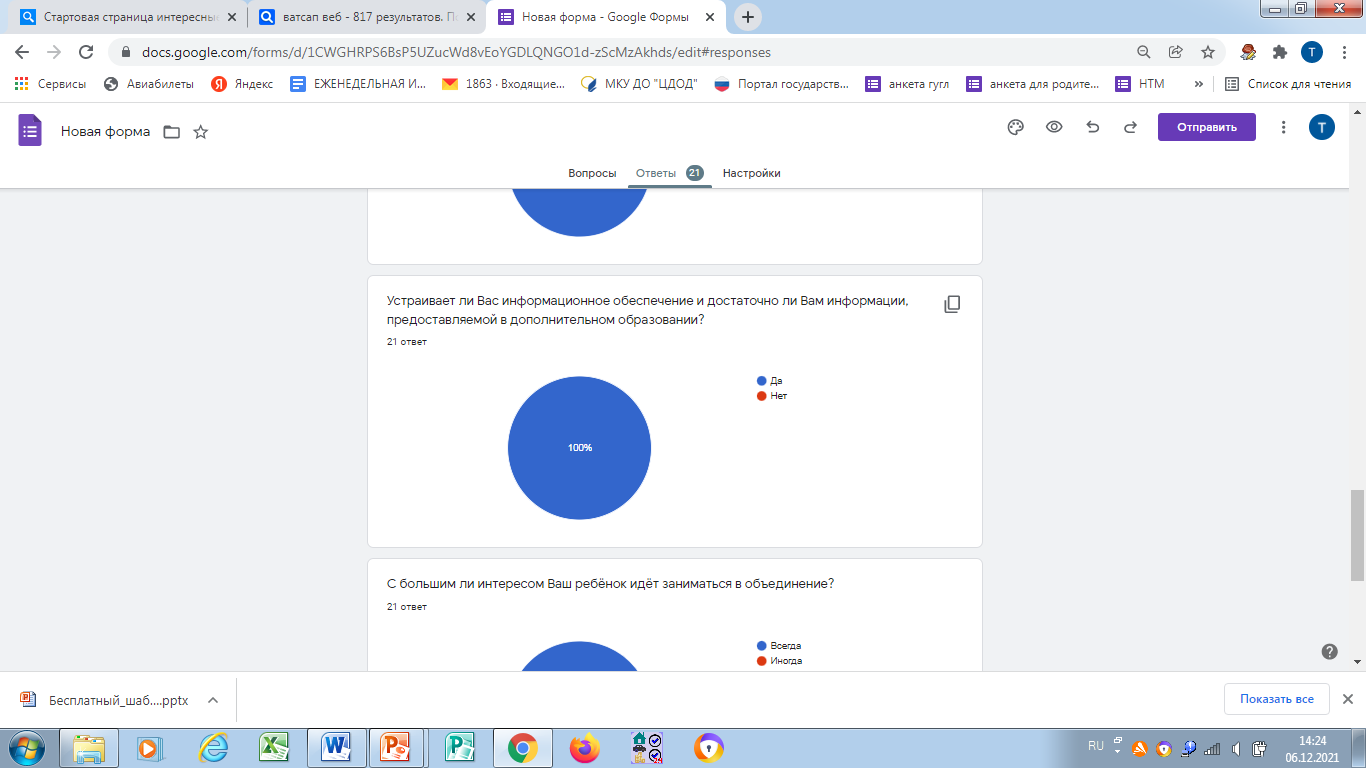 Стартовая страница интересны
ватсап веб - 817 результатов. По
Новая форма - Google Формы
docs.google.com/forms/d/1CWGHRPS6BsP5UZucWd8vEoYGDLQNGO1d-zScMzAkhds/edit#responses
T
Сервисы
Авиабилеты
Яндекс
ЕЖЕНЕДЕЛЬНАЯ И...
1863 · Входящие...
МКУ ДО "ЦДОД"
Портал государств...
анкета гугл
анкета для родите...
НТМ
»
Список для чтения
Новая форма
Отправить
T
Вопросы
Ответы 21
Настройки
Устраивает ли Вас информационное обеспечение и достаточно ли Вам информации,
предоставляемой в дополнительном образовании?
21 ответ
Да
Нет
100%
С большим ли интересом Ваш ребёнок идёт заниматься в объединение?
21 ответ
Всегда
Иногда
Бесплатный_шаб....pptx
Показать все
RU
14:24
06.12.2021